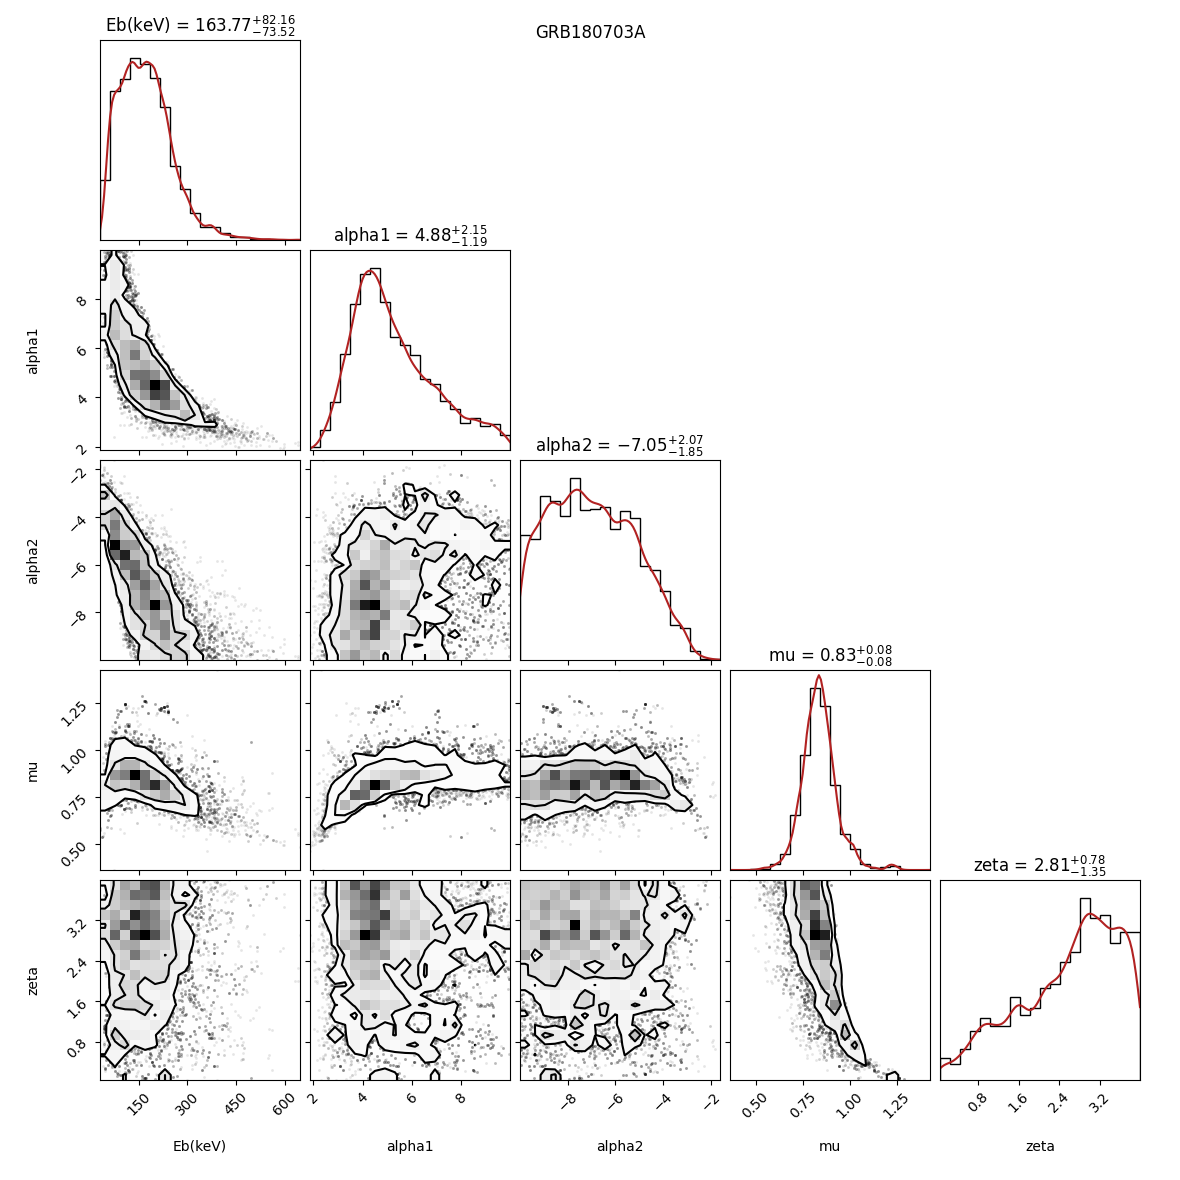 GRB180703A
Eb(keV) = 163.77+82.16−73.52
alpha1 = 4.88+2.15−1.19
8
6
4
2
alpha1
alpha2 = −7.05+2.07−1.85
−2
−4
−6
−8
alpha2
mu = 0.83+0.08−0.08
1.25
1.00
0.75
0.50
mu
zeta = 2.81+0.78−1.35
3.2
2.4
1.6
0.8
zeta
150 300 450 600 2 4 6 8 −8 −6 −4 −2 0.50 0.75 1.00 1.25 0.8 1.6 2.4 3.2
Eb(keV) alpha1 alpha2 mu zeta